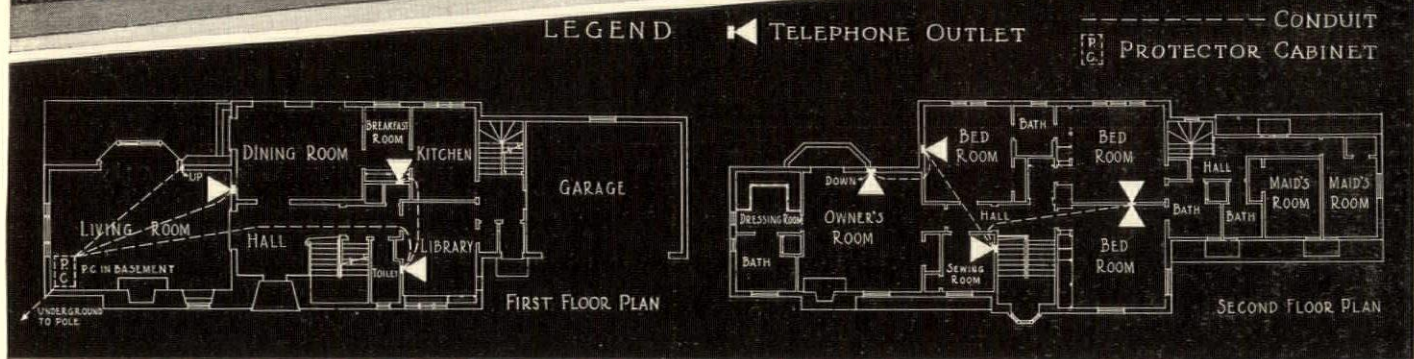 LEGEND
TELEPHONE OUTLET
CONDUIT
P.
C.
PROTECTOR CABINET
BREAKFAST
ROOM
DINING ROOM
KITCHEN
UP
GARAGE
LIVING ROOM
HALL
LIBRARY
P.
C.
P.C IN BASEMENT
TOILET
UNDERGROUND
TO POLE
FIRST FLOOR PLAN
BED
ROOM
BATH
BED
ROOM
DOWN
HALL
MAID'S
ROOM
MAID'S
ROOM
DRESSING ROOM
OWNER'S
ROOM
HALL
BATH
BATH
BATH
SEWING
ROOM
BED
ROOM
SECOND FLOOR PLAN